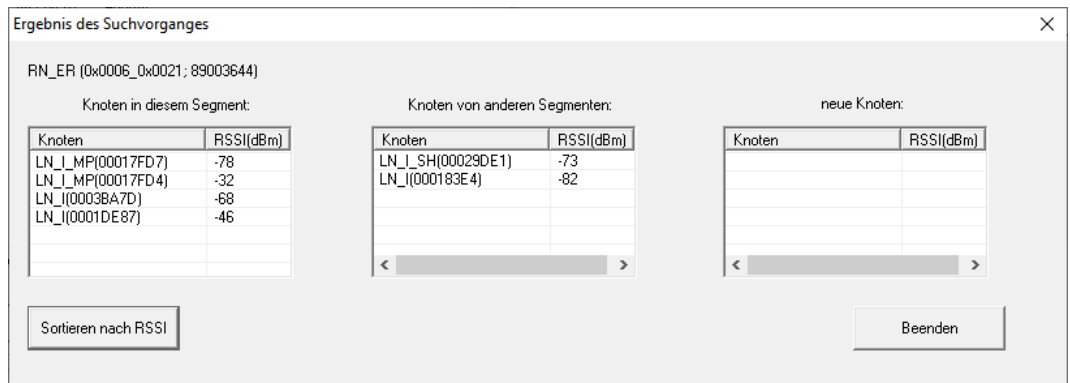 Ergebnis des Suchvorganges
RN_ER (0x0006_0x0021; 89003644)
Knoten in diesem Segment:
Knoten RSSI(dBm)
LN_I_MP(00017FD7) -78
LN_I_MP(00017FD4) -32
LN_I(0003BA7D) -68
LN_I(0001DE87) -46
Knoten von anderen Segmenten:
Knoten RSSI(dBm)
LN_I_SH(00029DE1) -73
LN_I(000183E4) -82
neue Knoten:
Knoten RSSI(dBm)
Sortieren nach RSSI
Beenden